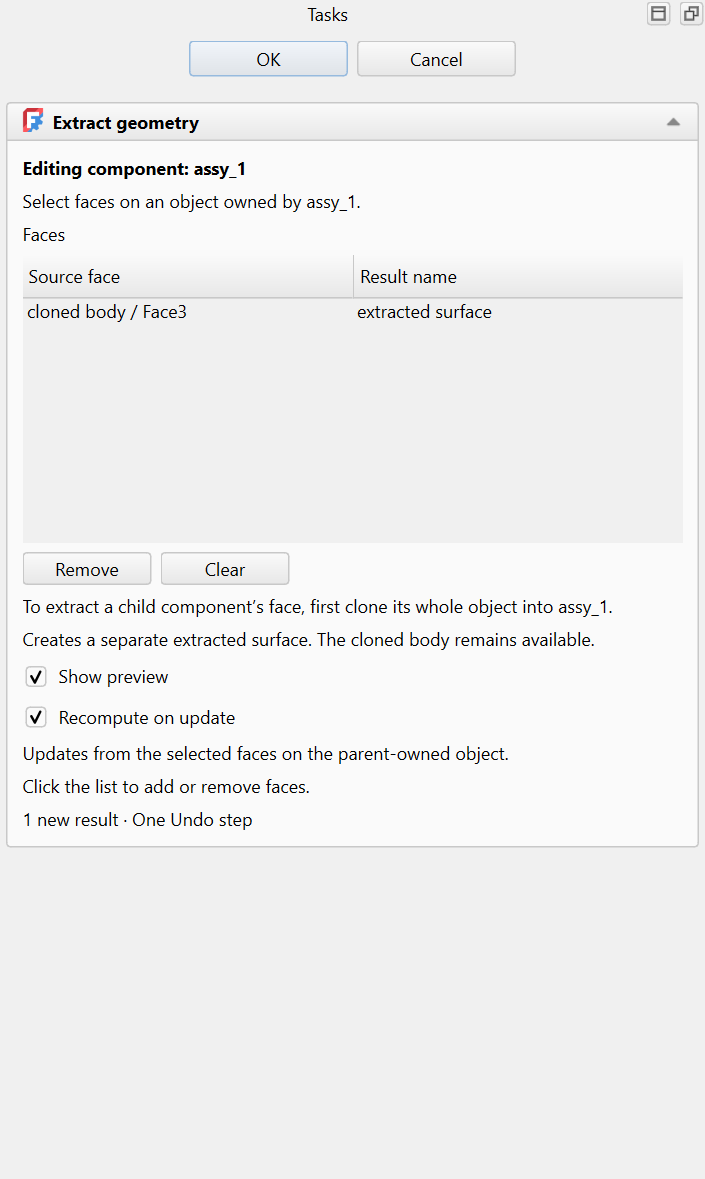 Tasks
OK
Cancel
Extract geometry
Editing component: assy_1
Select faces on an object owned by assy_1.
Faces
Source face
Result name
cloned body / Face3
extracted surface
Remove
Clear
To extract a child component’s face, first clone its whole object into assy_1.
Creates a separate extracted surface. The cloned body remains available.
Show preview
Recompute on update
Updates from the selected faces on the parent-owned object.
Click the list to add or remove faces.
1 new result · One Undo step